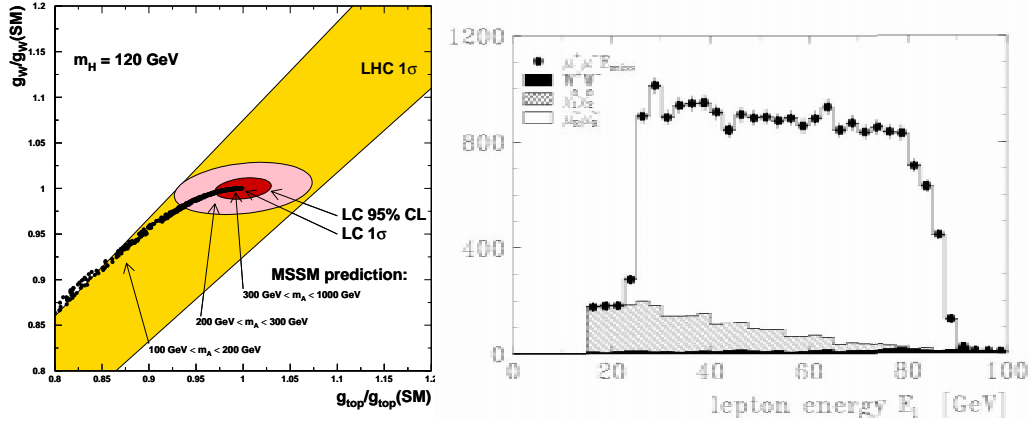 g_W/g_W(SM)
1.2
1.15
1.1
1.05
1
0.95
0.9
0.85
0.8
m_H = 120 GeV
LHC 1σ
LC 95% CL
LC 1σ
MSSM prediction:
300 GeV < m_A < 1000 GeV
200 GeV < m_A < 300 GeV
100 GeV < m_A < 200 GeV
0.8 0.85 0.9 0.95 1 1.05 1.1 1.15 1.2
g_top/g_top(SM)
1200
800
400
0
0 20 40 60 80 100
lepton energy E_l [GeV]